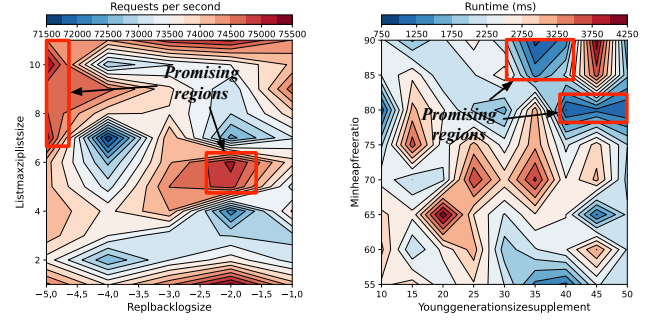 Requests per second
71500 72000 72500 73000 73500 74000 74500 75000 75500
10
8
6
4
2
Listmaxziplistsize
Promising
regions
−5.0 −4.5 −4.0 −3.5 −3.0 −2.5 −2.0 −1.5 −1.0
Replbacklogsize
Runtime (ms)
750 1250 1750 2250 2750 3250 3750 4250
90
85
80
75
70
65
60
55
Minheapfreeratio
Promising
regions
10 15 20 25 30 35 40 45 50
Younggenerationsizesupplement